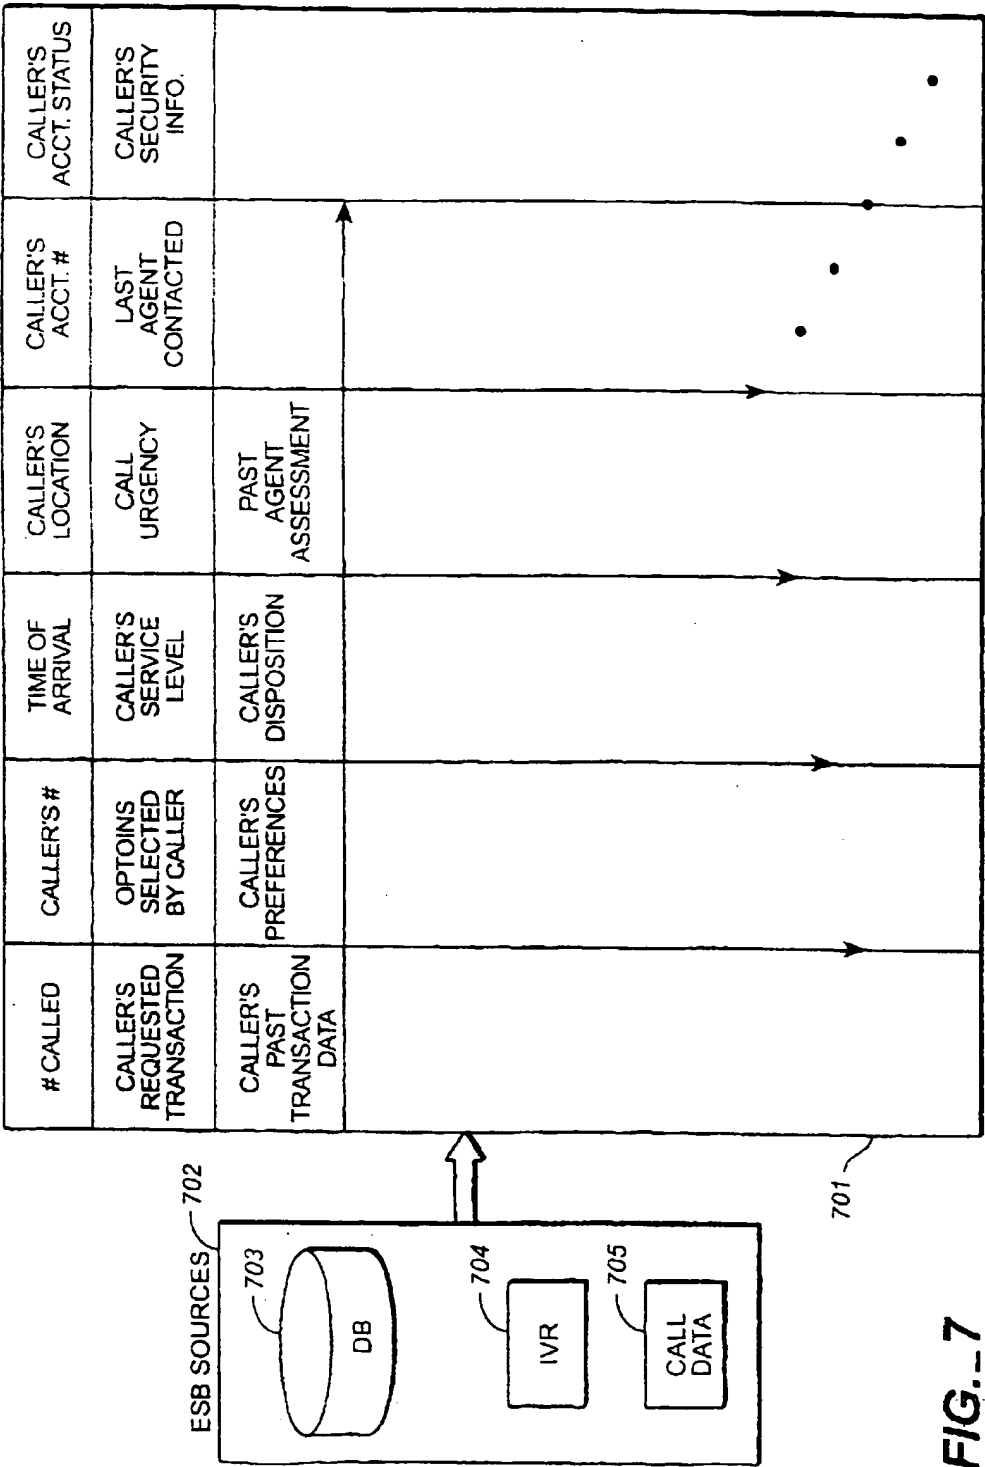 ESB SOURCES
702
703
DB
704
IVR
705
CALL
DATA
# CALLED
CALLER'S #
TIME OF
ARRIVAL
CALLER'S
LOCATION
CALLER'S
ACCT. #
CALLER'S
ACCT. STATUS
CALLER'S
REQUESTED
TRANSACTION
OPTOINS
SELECTED
BY CALLER
CALLER'S
SERVICE
LEVEL
CALL
URGENCY
LAST
AGENT
CONTACTED
CALLER'S
SECURITY
INFO.
CALLER'S
PAST
TRANSACTION
DATA
CALLER'S
PREFERENCES
CALLER'S
DISPOSITION
PAST
AGENT
ASSESSMENT
701
FIG._7